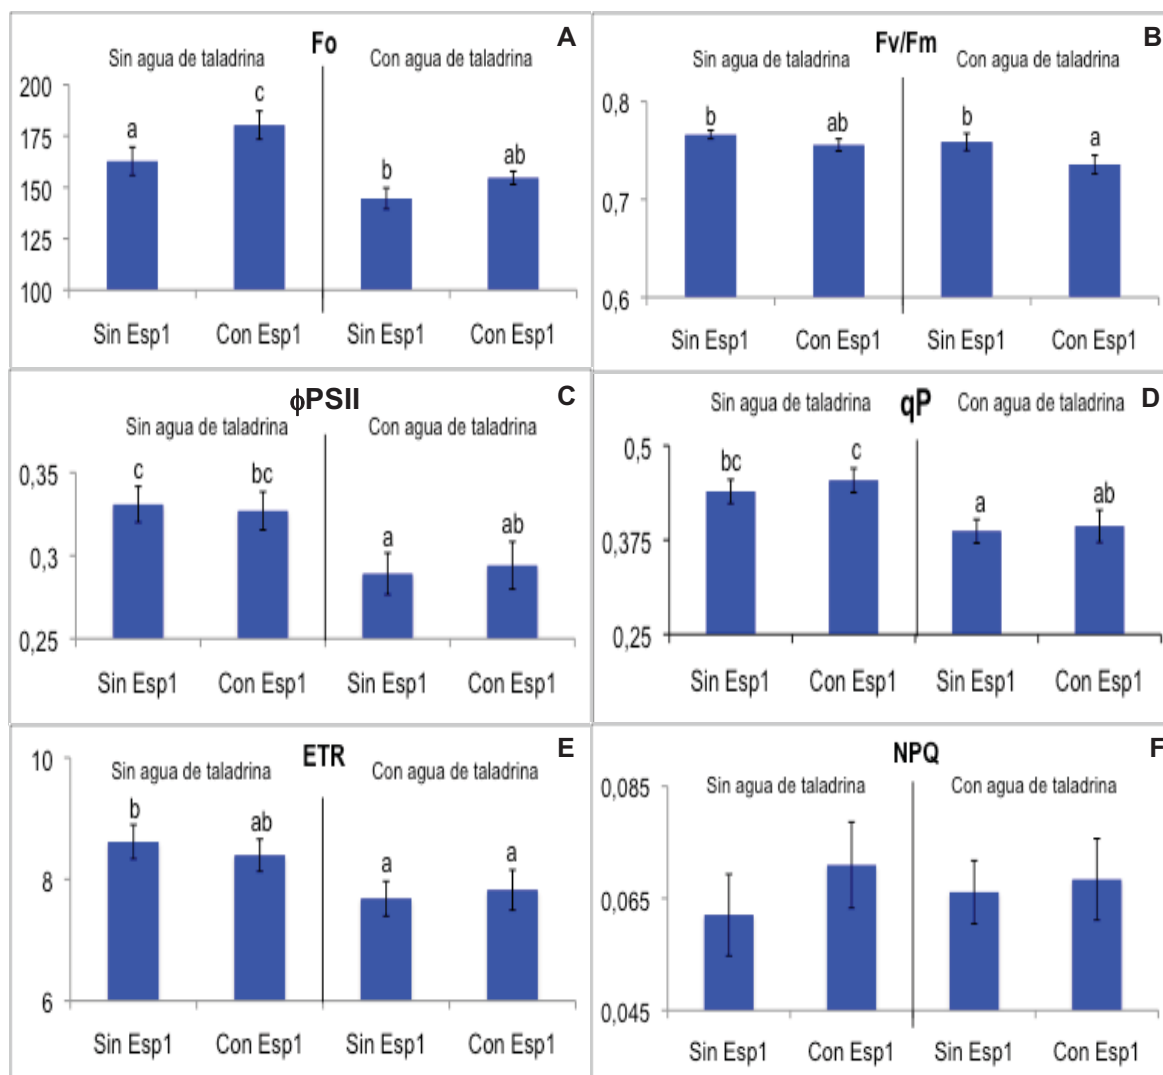 Fo
A
Sin agua de taladrina
Con agua de taladrina
200
175
150
125
100
a
c
b
ab
Sin Esp1
Con Esp1
Sin Esp1
Con Esp1
Fv/Fm
B
Sin agua de taladrina
Con agua de taladrina
0,8
0,7
0,6
b
ab
b
a
Sin Esp1
Con Esp1
Sin Esp1
Con Esp1
ϕPSII
C
Sin agua de taladrina
Con agua de taladrina
0,35
0,3
0,25
c
bc
a
ab
Sin Esp1
Con Esp1
Sin Esp1
Con Esp1
qP
D
Sin agua de taladrina
Con agua de taladrina
0,5
0,375
0,25
bc
c
a
ab
Sin Esp1
Con Esp1
Sin Esp1
Con Esp1
ETR
E
Sin agua de taladrina
Con agua de taladrina
10
8
6
b
ab
a
a
Sin Esp1
Con Esp1
Sin Esp1
Con Esp1
NPQ
F
Sin agua de taladrina
Con agua de taladrina
0,085
0,065
0,045
Sin Esp1
Con Esp1
Sin Esp1
Con Esp1